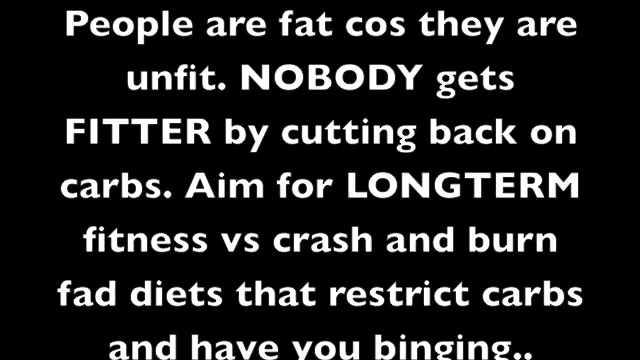 People are fat cos they are
unfit. NOBODY gets
FITTER by cutting back on
carbs. Aim for LONGTERM
fitness vs crash and burn
fad diets that restrict carbs
and have you binging..